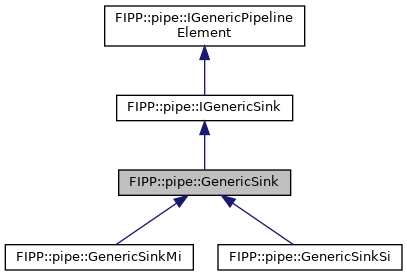 FIPP::pipe::IGenericPipeline
Element
FIPP::pipe::IGenericSink
FIPP::pipe::GenericSink
FIPP::pipe::GenericSinkMi
FIPP::pipe::GenericSinkSi